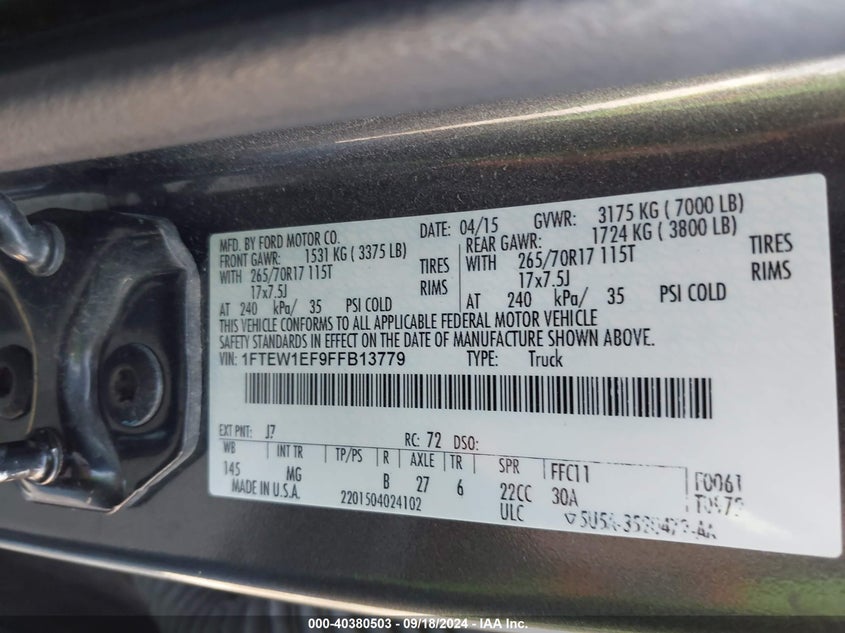 MFD. BY FORD MOTOR CO.
DATE: 04/15 GVWR: 3175 KG ( 7000 LB)
FRONT GAWR: 1531 KG ( 3375 LB)
REAR GAWR: 1724 KG ( 3800 LB)
WITH 265/70R17 115T TIRES
WITH 265/70R17 115T TIRES
17x7.5J RIMS
17x7.5J RIMS
AT 240 kPa/ 35 PSI COLD
AT 240 kPa/ 35 PSI COLD
THIS VEHICLE CONFORMS TO ALL APPLICABLE FEDERAL MOTOR VEHICLE
SAFETY STANDARDS IN EFFECT ON THE DATE OF MANUFACTURE SHOWN ABOVE.
VIN: 1FTEW1EF9FFB13779 TYPE: Truck
EXT PNT: J7 RC: 72 DSO:
WB INT TR TP/PS R AXLE TR SPR FFC11
145 MG B 27 6 22CC 30A
MADE IN U.S.A. 2201504024102 ULC
000-40380503 - 09/18/2024 - IAA Inc.